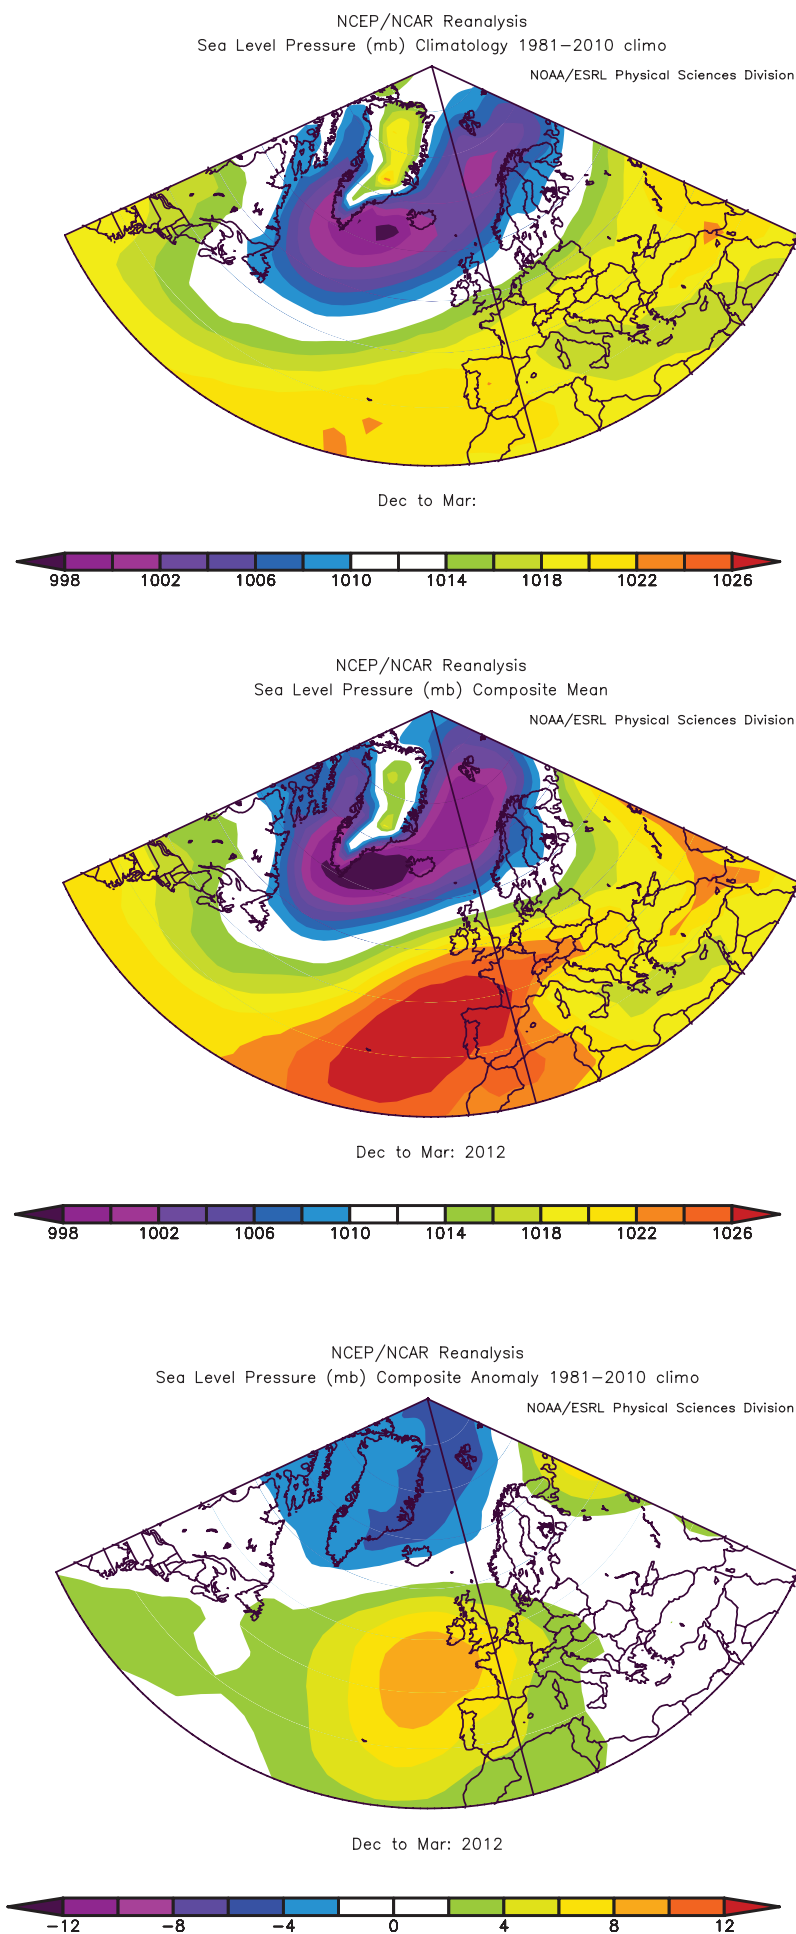 NCEP/NCAR Reanalysis
Sea Level Pressure (mb) Climatology 1981-2010 climo
NOAA/ESRL Physical Sciences Division
Dec to Mar:
998 1002 1006 1010 1014 1018 1022 1026
NCEP/NCAR Reanalysis
Sea Level Pressure (mb) Composite Mean
NOAA/ESRL Physical Sciences Division
Dec to Mar: 2012
998 1002 1006 1010 1014 1018 1022 1026
NCEP/NCAR Reanalysis
Sea Level Pressure (mb) Composite Anomaly 1981-2010 climo
NOAA/ESRL Physical Sciences Division
Dec to Mar: 2012
-12 -8 -4 0 4 8 12